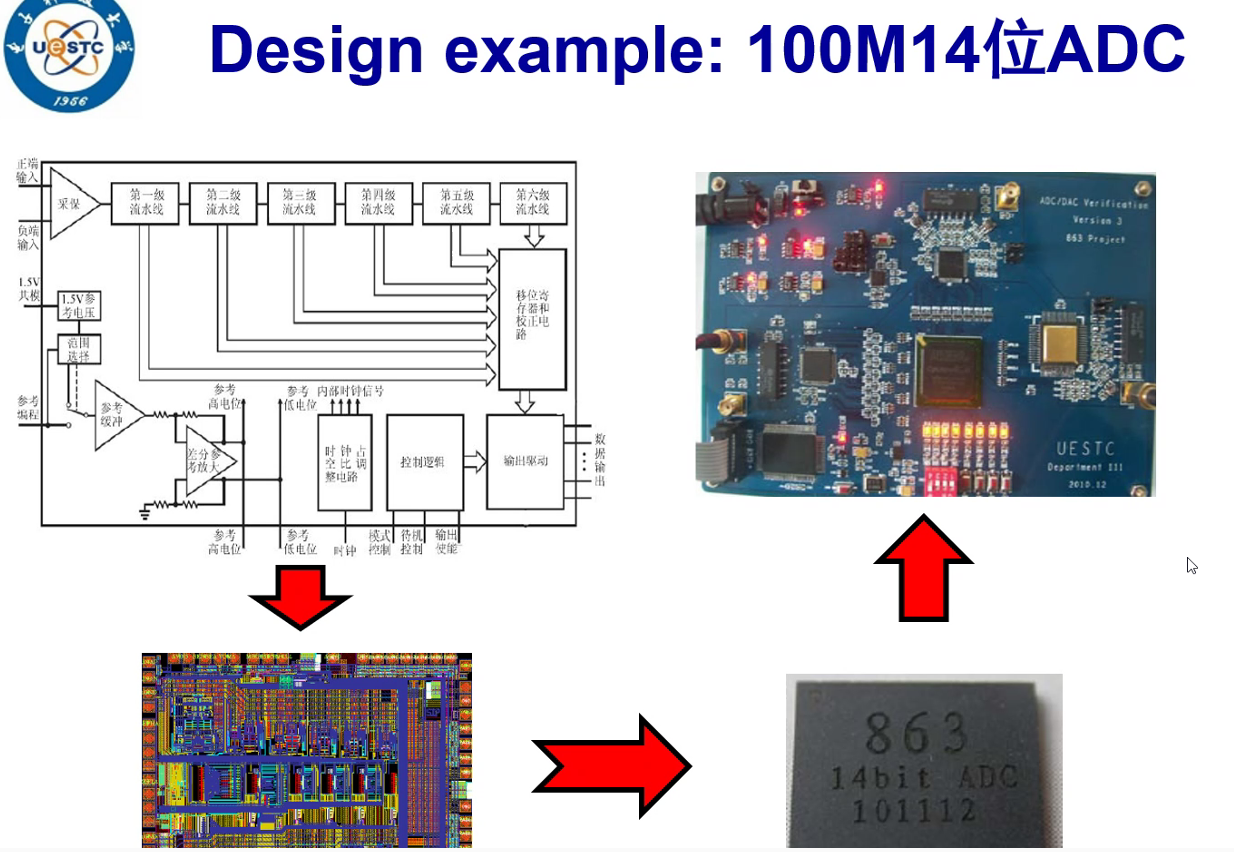 UeSTC
1956
Design example: 100M14位ADC
正端
输入
采保
负端
输入
第一级
流水线
第二级
流水线
第三级
流水线
第四级
流水线
第五级
流水线
第六级
流水线
1.5V
共模
1.5V参
考电压
范围
选择
移位寄
存器和
校正电
路
参考
编程
参考
缓冲
参考
高电位
参考
低电位
内部时钟信号
差分参
考放大
时钟占
空比调
整电路
控制逻辑
输出驱动
数
据
输
出
参考
高电位
参考
低电位
时钟
模式
控制
待机
控制
输出
使能
ADC/DAC Verification
Version 3
863 Project
UESTC
Department III
2010.12
863
14bit ADC
101112